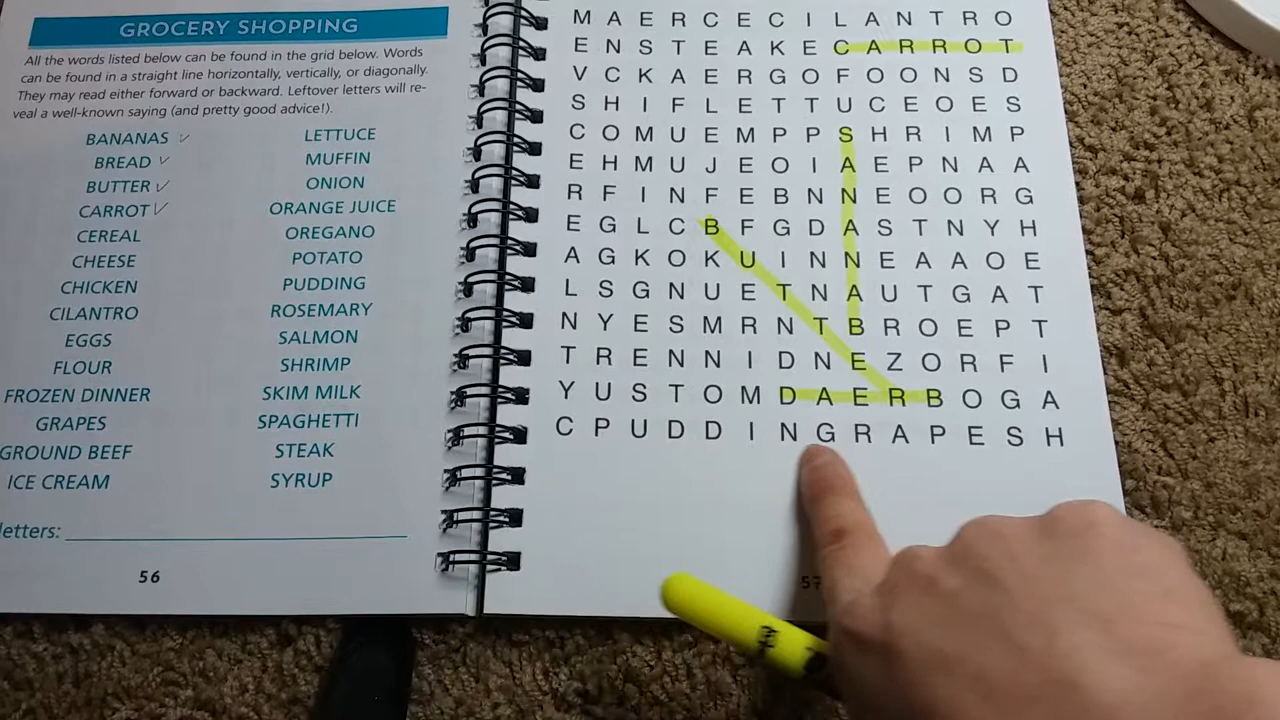 GROCERY SHOPPING
All the words listed below can be found in the grid below. Words
can be found in a straight line horizontally, vertically, or diagonally.
They may read either forward or backward. Leftover letters will re-
veal a well-known saying (and pretty good advice!).
BANANAS
BREAD
BUTTER
CARROT
CEREAL
CHEESE
CHICKEN
CILANTRO
EGGS
FLOUR
FROZEN DINNER
GRAPES
GROUND BEEF
ICE CREAM
LETTUCE
MUFFIN
ONION
ORANGE JUICE
OREGANO
POTATO
PUDDING
ROSEMARY
SALMON
SHRIMP
SKIM MILK
SPAGHETTI
STEAK
SYRUP
letters:
56
M A E R C E C I L A N T R O
E N S T E A K E C A R R O T
V C K A E R G O F O O N S D
S H I F L E T T U C E O E S
C O M U E M P P S H R I M P
E H M U J E O I A E P N A A
R F I N F E B N N E O O R G
E G L C B F G D A S T N Y H
A G K O K U I N N E A A O E
L S G N U E T N A U T G A T
N Y E S M R N T B R O E P T
T R E N N I D N E Z O R F I
Y U S T O M D A E R B O G A
C P U D D I N G R A P E S H
57